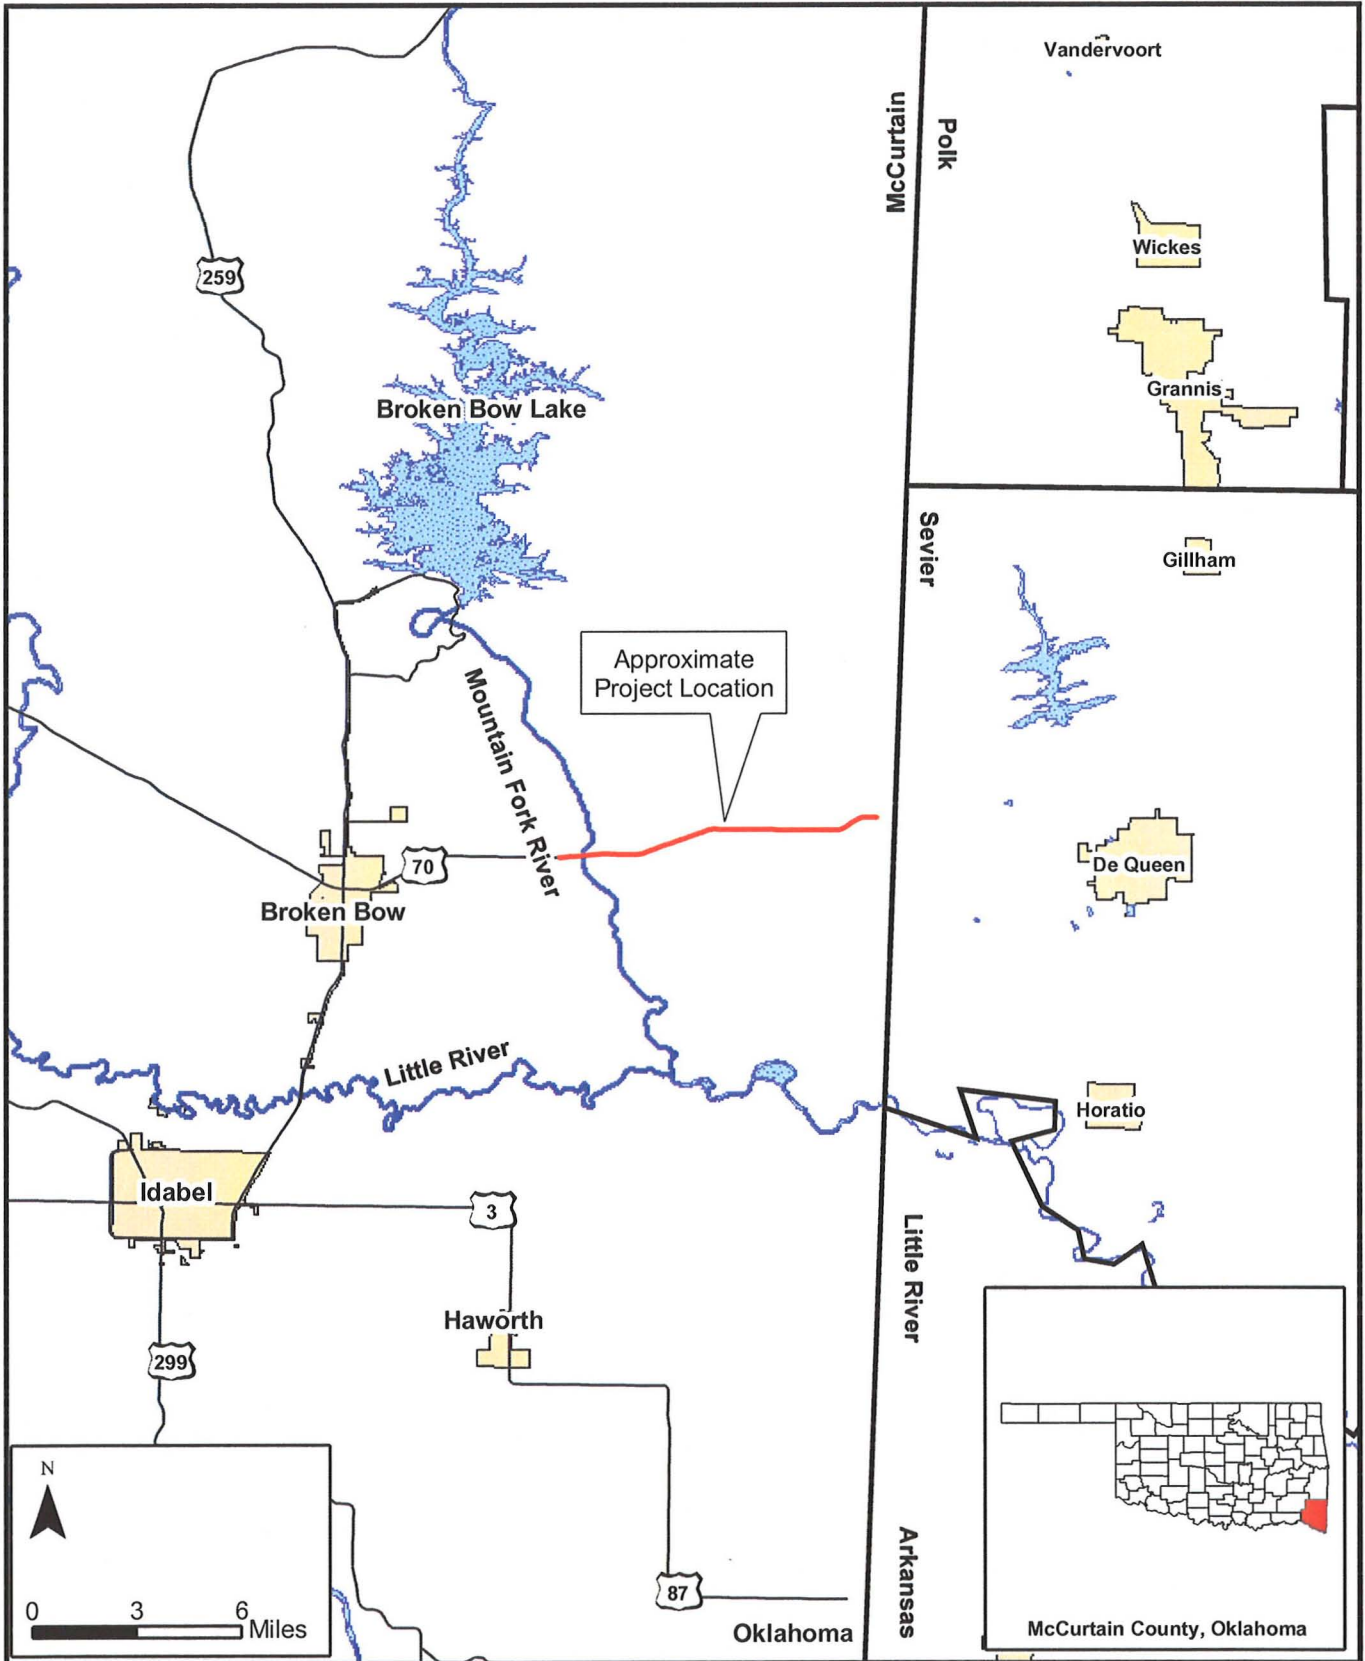 Vandervoort
McCurtain
Polk
Wickes
259
Grannis
Broken Bow Lake
Sevier
Gillham
Approximate
Project Location
Mountain Fork River
70
De Queen
Broken Bow
Little River
Horatio
Idabel
3
Little River
Haworth
299
N
0 3 6
Miles
87
Oklahoma
Arkansas
McCurtain County, Oklahoma